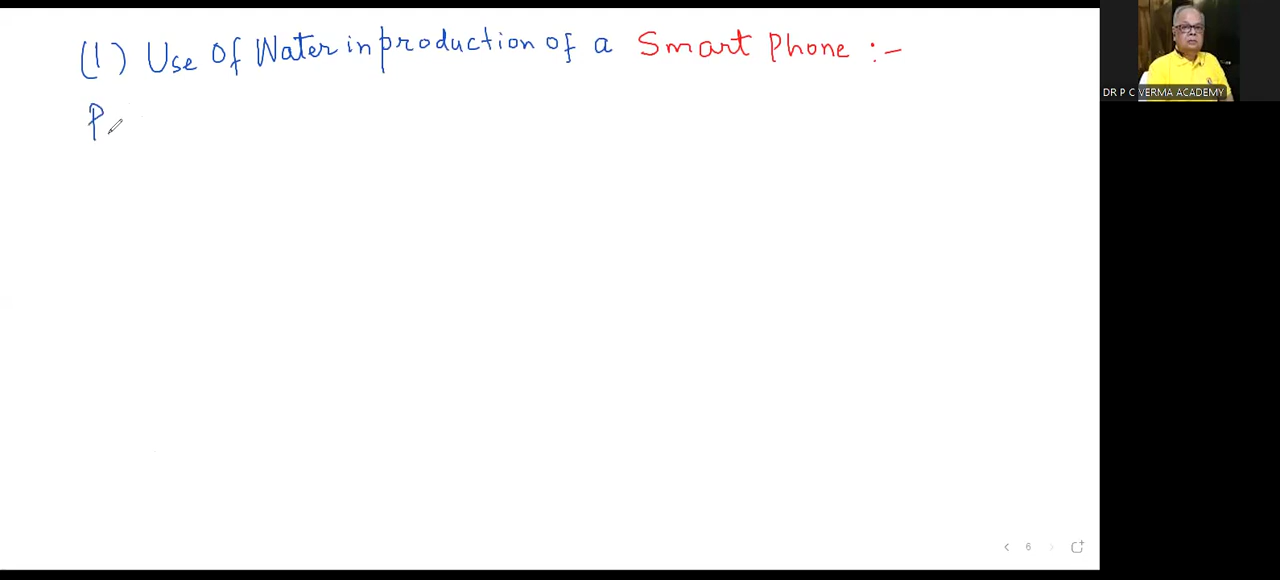 (1) Use Of Water in production of a Smart Phone :-
P
DR P C VERMA ACADEMY
6